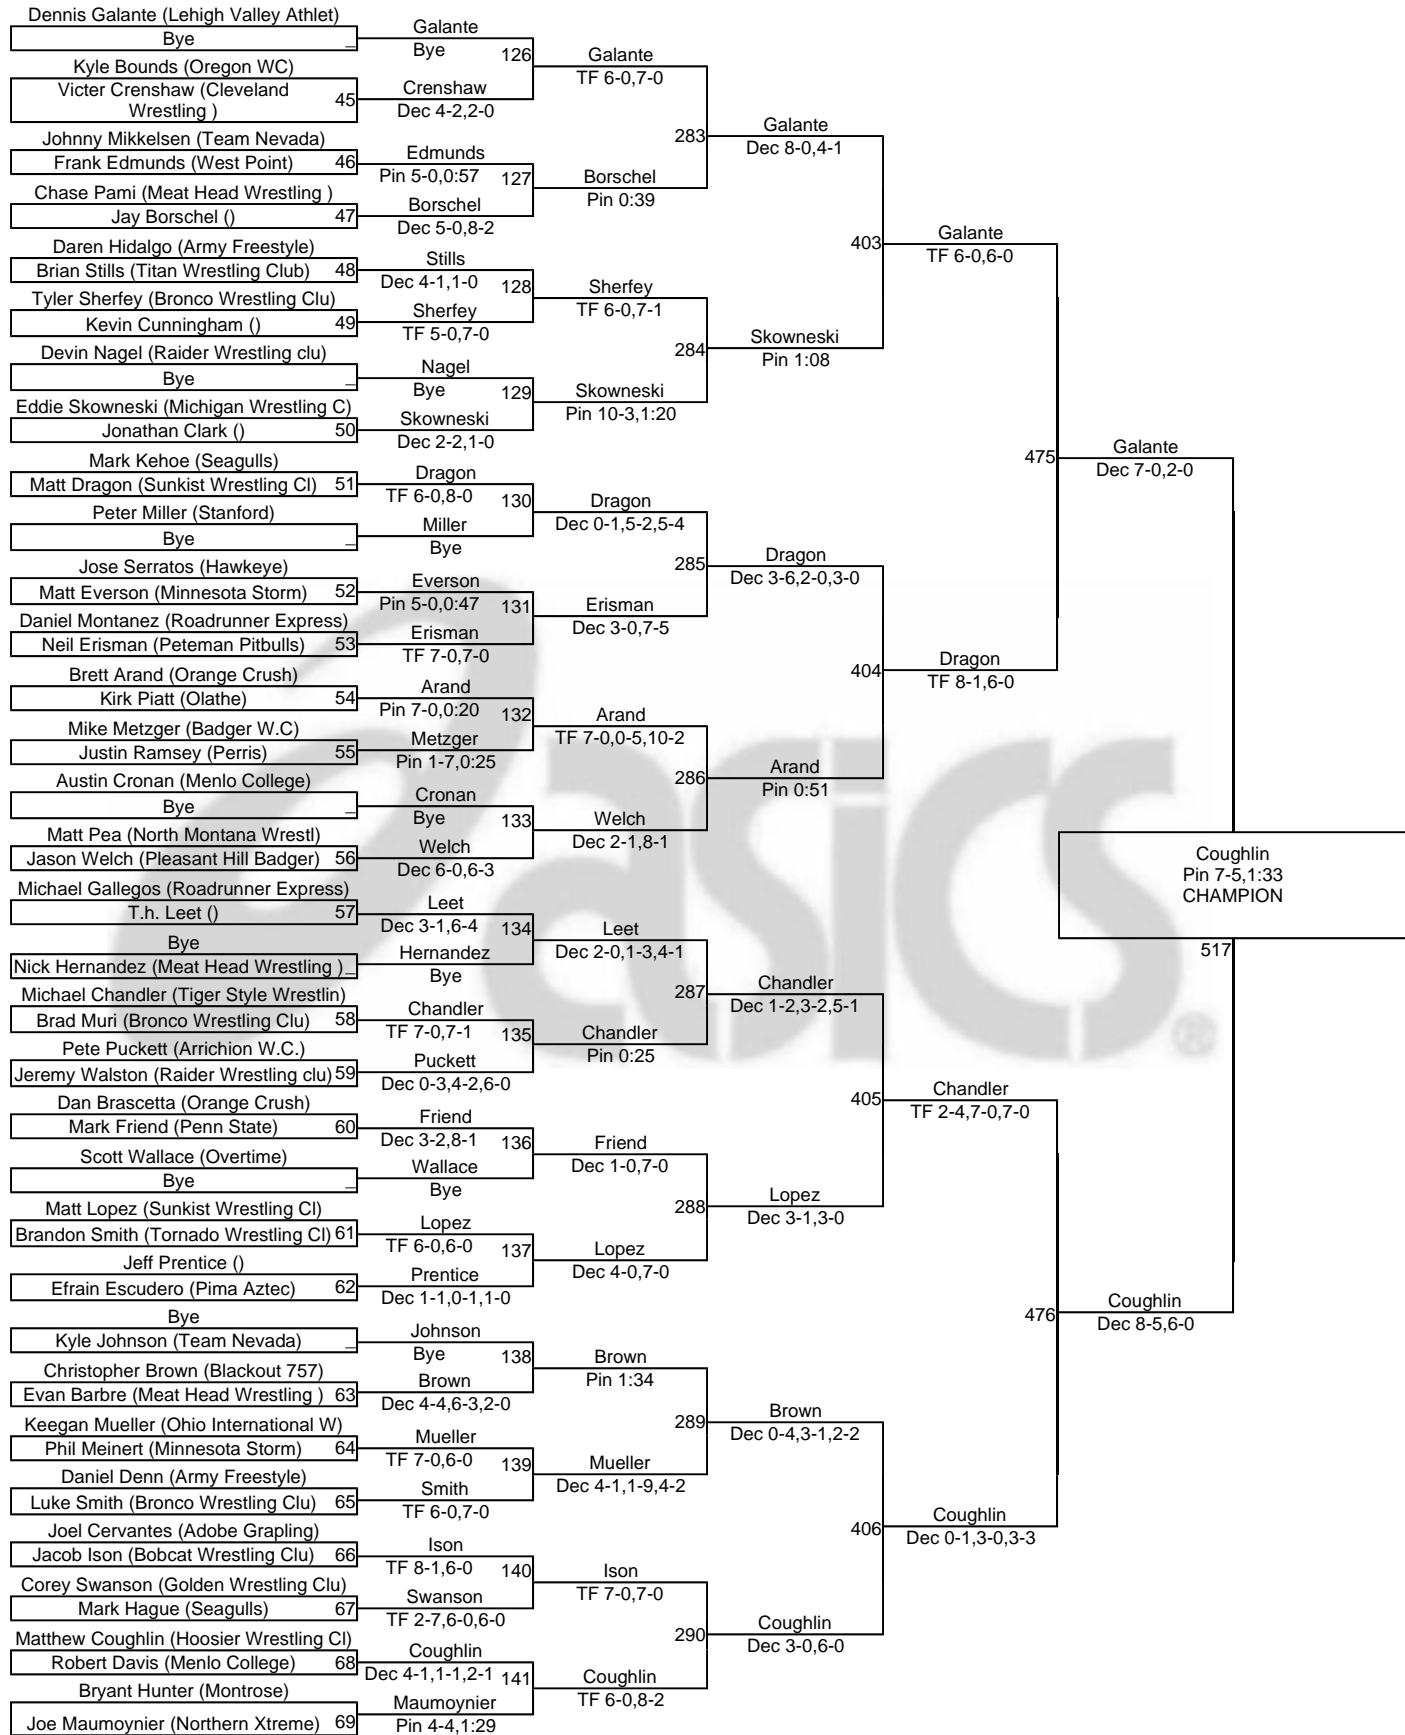 Dennis Galante (Lehigh Valley Athlet)
Bye _
Kyle Bounds (Oregon WC)
Victer Crenshaw (Cleveland
Wrestling ) 45
Johnny Mikkelsen (Team Nevada)
Frank Edmunds (West Point) 46
Chase Pami (Meat Head Wrestling )
Jay Borschel () 47
Daren Hidalgo (Army Freestyle)
Brian Stills (Titan Wrestling Club) 48
Tyler Sherfey (Bronco Wrestling Clu)
Kevin Cunningham () 49
Devin Nagel (Raider Wrestling clu)
Bye _
Eddie Skowneski (Michigan Wrestling C)
Jonathan Clark () 50
Mark Kehoe (Seagulls)
Matt Dragon (Sunkist Wrestling Cl) 51
Peter Miller (Stanford)
Bye _
Jose Serratos (Hawkeye)
Matt Everson (Minnesota Storm) 52
Daniel Montanez (Roadrunner Express)
Neil Erisman (Peteman Pitbulls) 53
Brett Arand (Orange Crush)
Kirk Piatt (Olathe) 54
Mike Metzger (Badger W.C)
Justin Ramsey (Perris) 55
Austin Cronan (Menlo College)
Bye _
Matt Pea (North Montana Wrestl)
Jason Welch (Pleasant Hill Badger) 56
Michael Gallegos (Roadrunner Express)
T.h. Leet () 57
Bye
Nick Hernandez (Meat Head Wrestling ) _
Michael Chandler (Tiger Style Wrestlin)
Brad Muri (Bronco Wrestling Clu) 58
Pete Puckett (Arrichion W.C.)
Jeremy Walston (Raider Wrestling clu) 59
Dan Brascetta (Orange Crush)
Mark Friend (Penn State) 60
Scott Wallace (Overtime)
Bye _
Matt Lopez (Sunkist Wrestling Cl)
Brandon Smith (Tornado Wrestling Cl) 61
Jeff Prentice ()
Efrain Escudero (Pima Aztec) 62
Bye
Kyle Johnson (Team Nevada) _
Christopher Brown (Blackout 757)
Evan Barbre (Meat Head Wrestling ) 63
Keegan Mueller (Ohio International W)
Phil Meinert (Minnesota Storm) 64
Daniel Denn (Army Freestyle)
Luke Smith (Bronco Wrestling Clu) 65
Joel Cervantes (Adobe Grapling)
Jacob Ison (Bobcat Wrestling Clu) 66
Corey Swanson (Golden Wrestling Clu)
Mark Hague (Seagulls) 67
Matthew Coughlin (Hoosier Wrestling Cl)
Robert Davis (Menlo College) 68
Bryant Hunter (Montrose)
Joe Maumoynier (Northern Xtreme) 69
Galante
Bye 126
Crenshaw
Dec 4-2,2-0
Edmunds
Pin 5-0,0:57 127
Borschel
Dec 5-0,8-2
Stills
Dec 4-1,1-0 128
Sherfey
TF 5-0,7-0
Nagel
Bye 129
Skowneski
Dec 2-2,1-0
Dragon
TF 6-0,8-0 130
Miller
Bye
Everson
Pin 5-0,0:47 131
Erisman
TF 7-0,7-0
Arand
Pin 7-0,0:20 132
Metzger
Pin 1-7,0:25
Cronan
Bye 133
Welch
Dec 6-0,6-3
Leet
Dec 3-1,6-4 134
Hernandez
Bye
Chandler
TF 7-0,7-1 135
Puckett
Dec 0-3,4-2,6-0
Friend
Dec 3-2,8-1 136
Wallace
Bye
Lopez
TF 6-0,6-0 137
Prentice
Dec 1-1,0-1,1-0
Johnson
Bye 138
Brown
Dec 4-4,6-3,2-0
Mueller
TF 7-0,6-0 139
Smith
TF 6-0,7-0
Ison
TF 8-1,6-0 140
Swanson
TF 2-7,6-0,6-0
Coughlin
Dec 4-1,1-1,2-1 141
Maumoynier
Pin 4-4,1:29
Galante
TF 6-0,7-0
283
Borschel
Pin 0:39
Sherfey
TF 6-0,7-1
284
Skowneski
Pin 10-3,1:20
Dragon
Dec 0-1,5-2,5-4
285
Erisman
Dec 3-0,7-5
Arand
TF 7-0,0-5,10-2
286
Welch
Dec 2-1,8-1
Leet
Dec 2-0,1-3,4-1
287
Chandler
Pin 0:25
Friend
Dec 1-0,7-0
288
Lopez
Dec 4-0,7-0
Brown
Pin 1:34
289
Mueller
Dec 4-1,1-9,4-2
Ison
TF 7-0,7-0
290
Coughlin
TF 6-0,8-2
Galante
Dec 8-0,4-1
403
Skowneski
Pin 1:08
Dragon
Dec 3-6,2-0,3-0
404
Arand
Pin 0:51
Chandler
Dec 1-2,3-2,5-1
405
Lopez
Dec 3-1,3-0
Brown
Dec 0-4,3-1,2-2
406
Coughlin
Dec 3-0,6-0
Galante
TF 6-0,6-0
475
Dragon
TF 8-1,6-0
Chandler
TF 2-4,7-0,7-0
476
Coughlin
Dec 0-1,3-0,3-3
Galante
Dec 7-0,2-0
Coughlin
Dec 8-5,6-0
Coughlin
Pin 7-5,1:33
CHAMPION
517
asics®